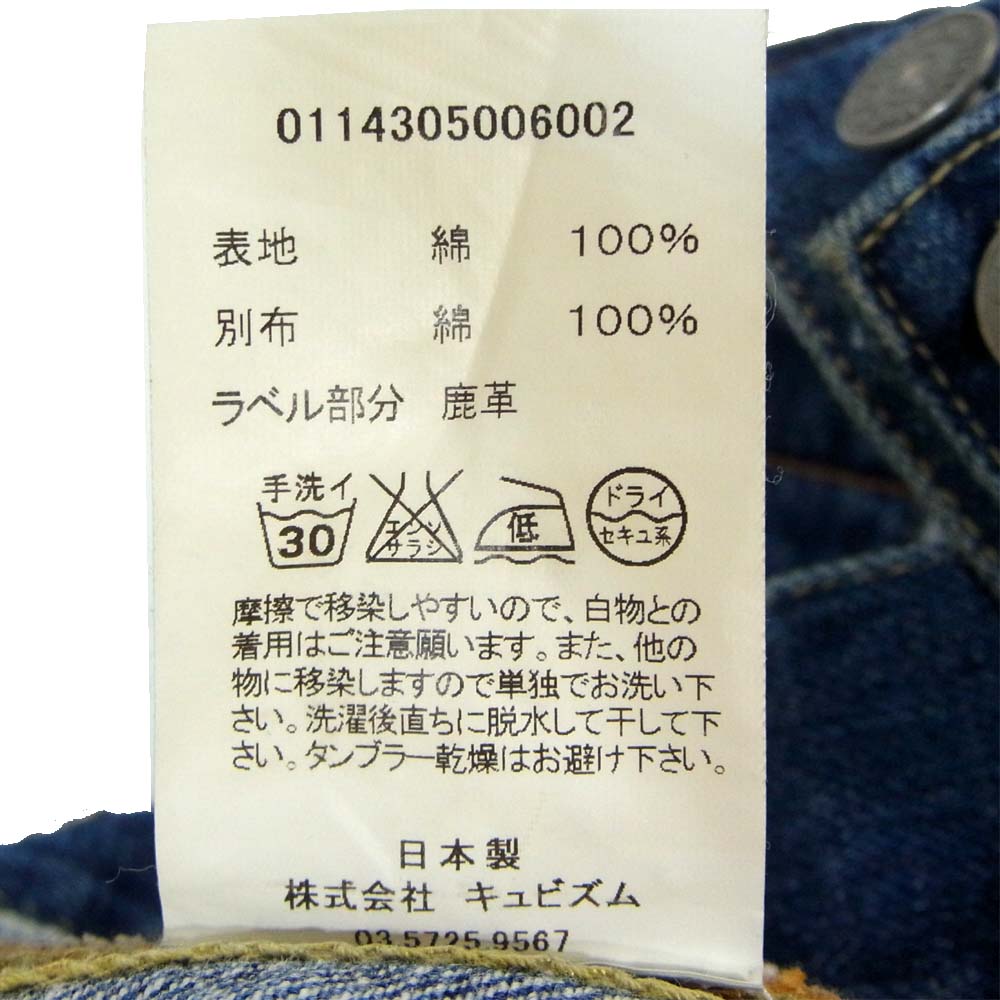 0114305006002
表地 綿 100%
別布 綿 100%
ラベル部分 鹿革
手洗イ
30
エンソ
サラシ
低
ドライ
セキユ系
摩擦で移染しやすいので、白物との
着用はご注意願います。また、他の
物に移染しますので単独でお洗い下
さい。洗濯後直ちに脱水して干して下
さい。タンブラー乾燥はお避け下さい。
日本製
株式会社 キュビズム
03.5725.9567